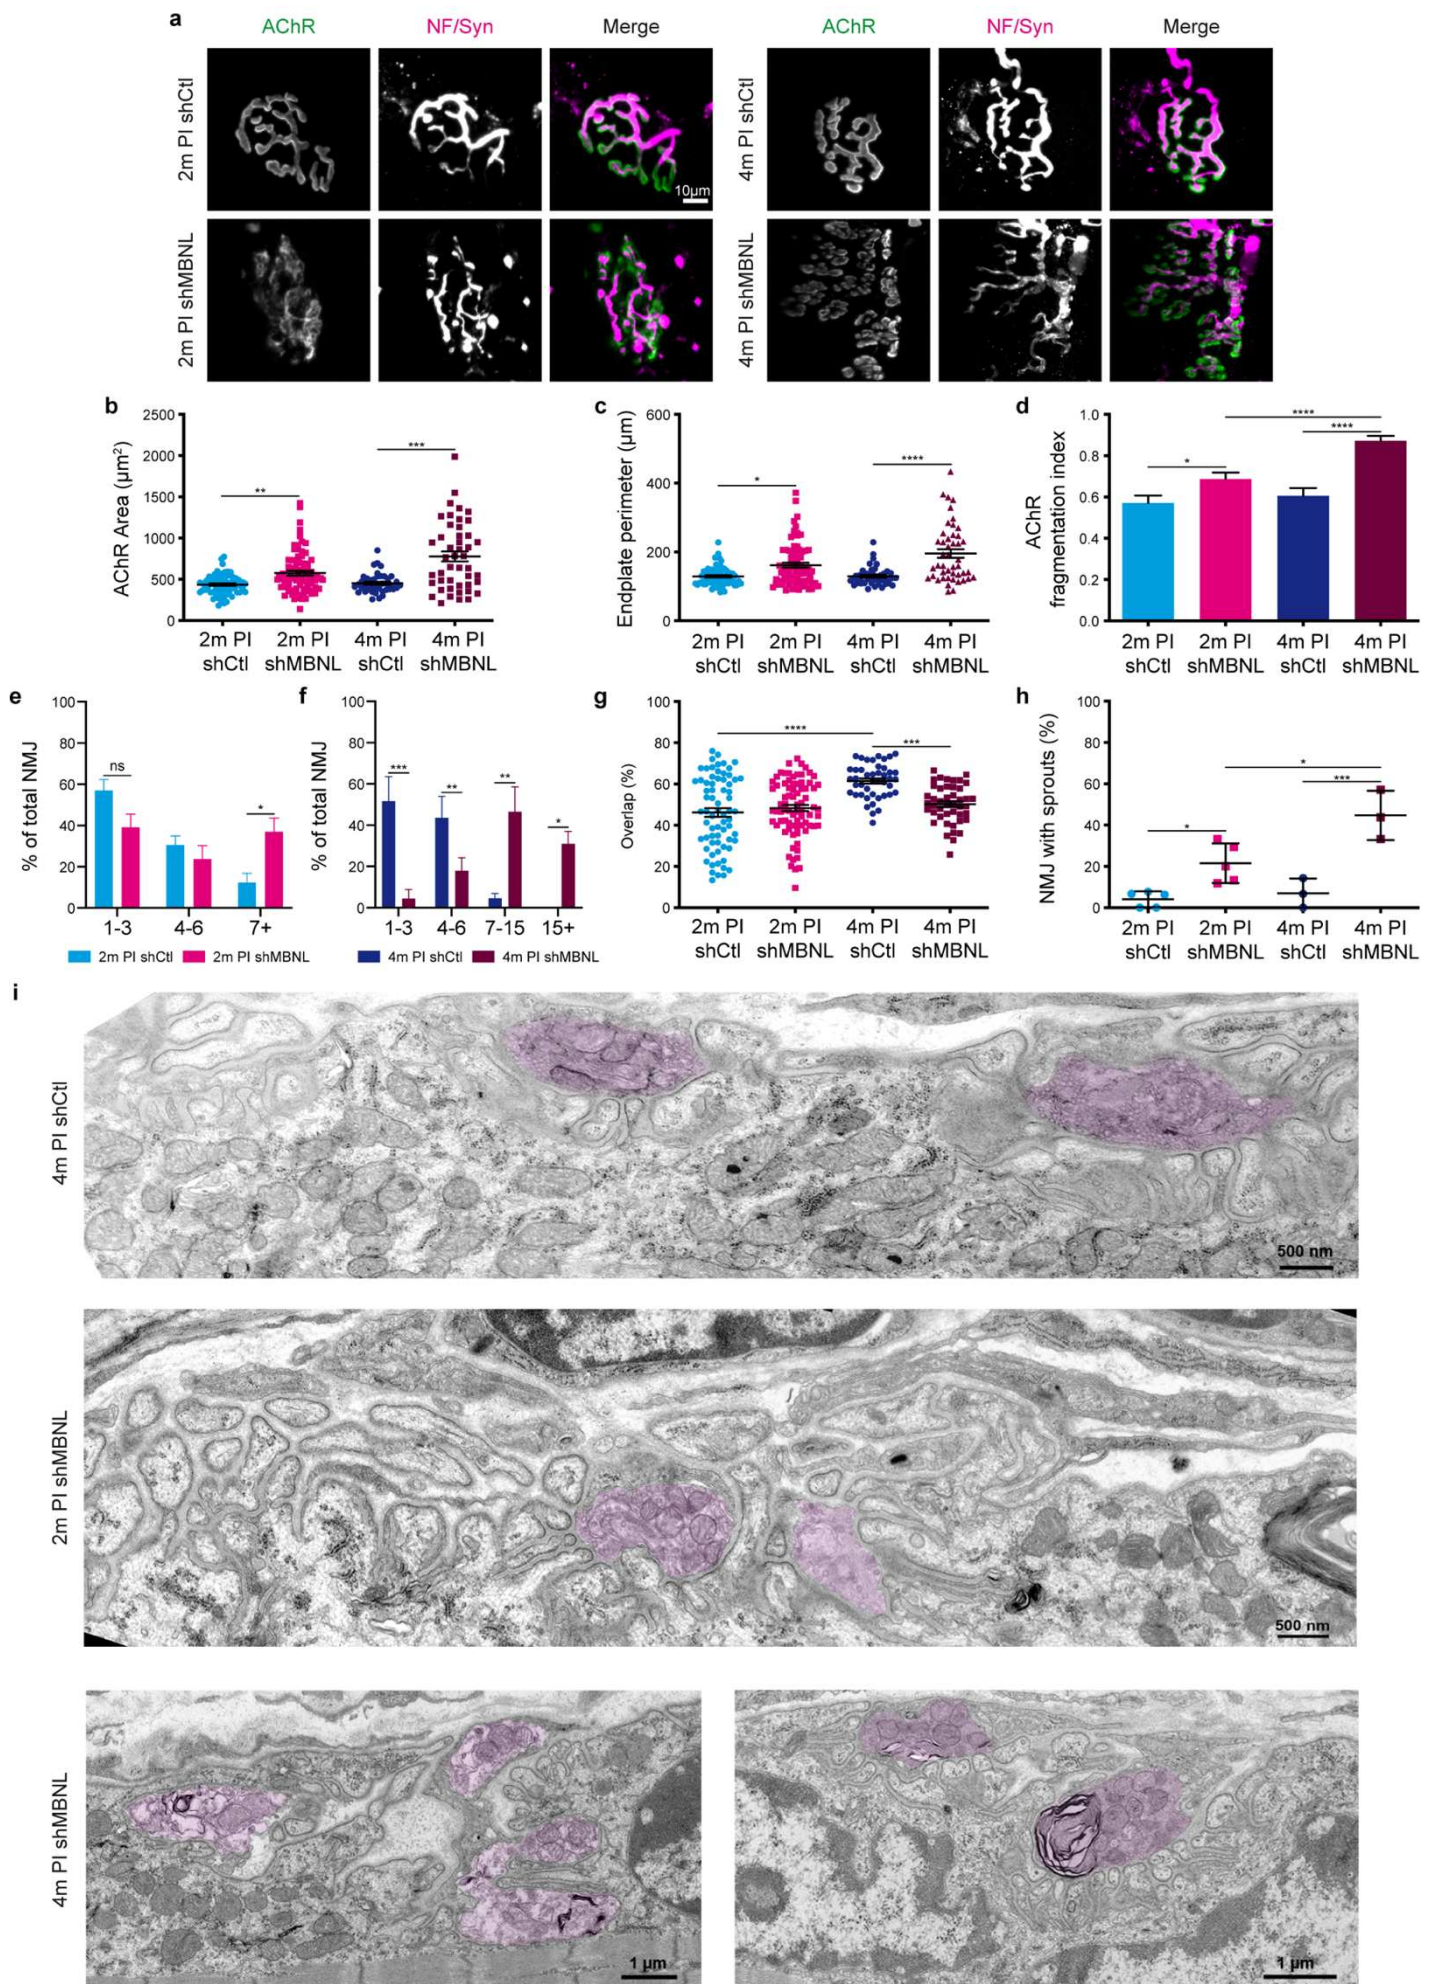 a
AChR NF/Syn Merge AChR NF/Syn Merge
2m PI shCtl
10µm
4m PI shCtl
2m PI shMBNL
4m PI shMBNL
b
AChR Area (µm²)
2500
2000
1500
1000
500
0
** ***
2m PI shCtl 2m PI shMBNL 4m PI shCtl 4m PI shMBNL
c
Endplate perimeter (µm)
600
400
200
0
* ****
2m PI shCtl 2m PI shMBNL 4m PI shCtl 4m PI shMBNL
d
AChR fragmentation index
1.0
0.8
0.6
0.4
0.2
0.0
* **** ****
2m PI shCtl 2m PI shMBNL 4m PI shCtl 4m PI shMBNL
e
% of total NMJ
100
80
60
40
20
0
ns *
1-3 4-6 7+
2m PI shCtl 2m PI shMBNL
f
% of total NMJ
100
80
60
40
20
0
*** ** ** *
1-3 4-6 7-15 15+
4m PI shCtl 4m PI shMBNL
g
Overlap (%)
100
80
60
40
20
0
**** ***
2m PI shCtl 2m PI shMBNL 4m PI shCtl 4m PI shMBNL
h
NMJ with sprouts (%)
100
80
60
40
20
0
* * ***
2m PI shCtl 2m PI shMBNL 4m PI shCtl 4m PI shMBNL
i
4m PI shCtl
500 nm
2m PI shMBNL
500 nm
4m PI shMBNL
1 µm
1 µm